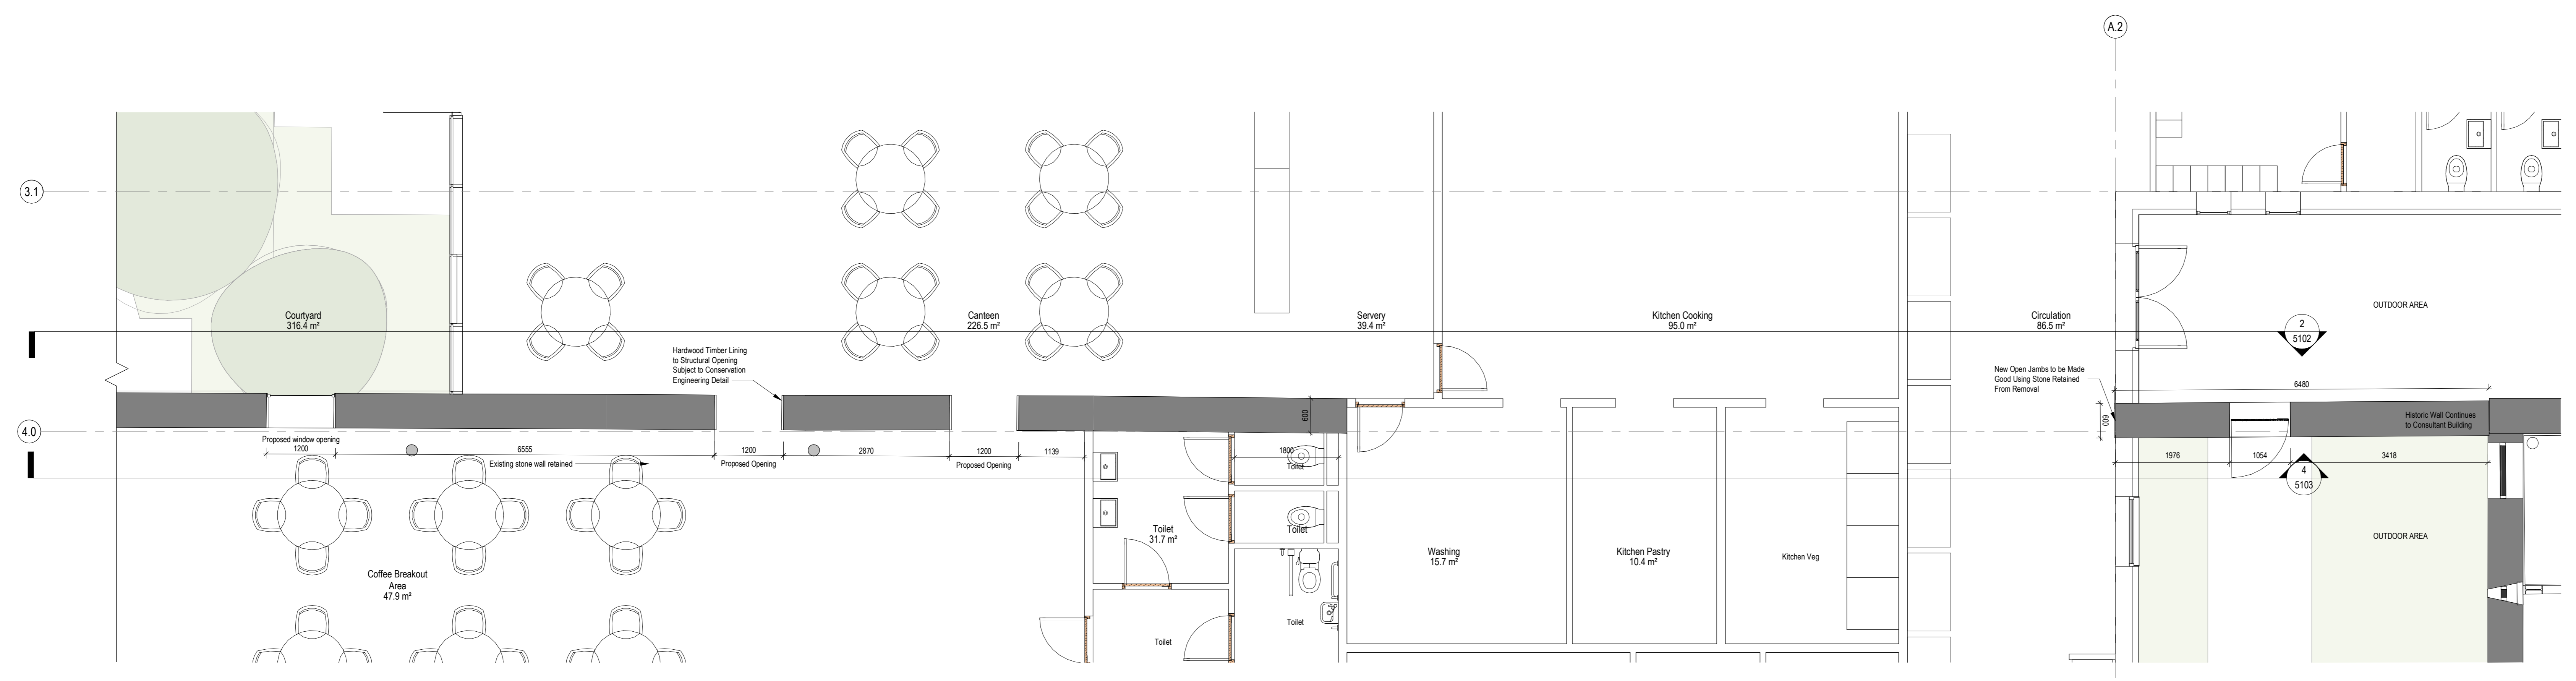 A.2
3.1
Courtyard
316.4 m²
Canteen
226.5 m²
Servery
39.4 m²
Kitchen Cooking
95.0 m²
Circulation
86.5 m²
OUTDOOR AREA
2
5102
Hardwood Timber Lining
to Structural Opening
Subject to Conservation
Engineering Detail
New Open Jambs to be Made
Good Using Stone Retained
From Removal
6480
600
600
Historic Wall Continues
to Consultant Building
4.0
Proposed window opening
1200
6555
1200
2870
1200
1139
1800
1976
1054
3418
Existing stone wall retained
Proposed Opening
Proposed Opening
Toilet
4
5103
Toilet
31.7 m²
Toilet
Washing
15.7 m²
Kitchen Pastry
10.4 m²
Kitchen Veg
OUTDOOR AREA
Coffee Breakout
Area
47.9 m²
Toilet
Toilet